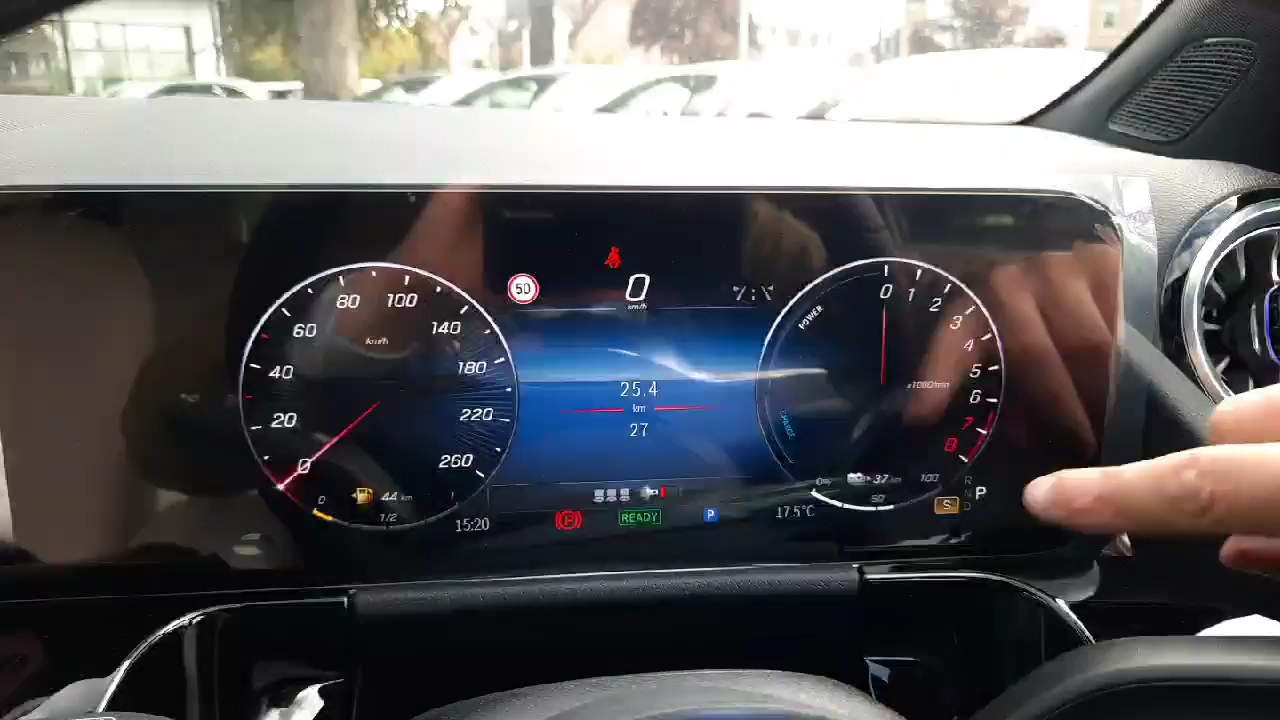 50
0
km/h
80 100
60 140
km/h
40 180
20 220
0 260
25.4
km
27
0 44 km
1/2
15:20
READY
P
17.5°C
POWER
CHARGE
0 1 2 3 4 5 6 7 8
37 km
0% 50 100
R
N
D
P
S